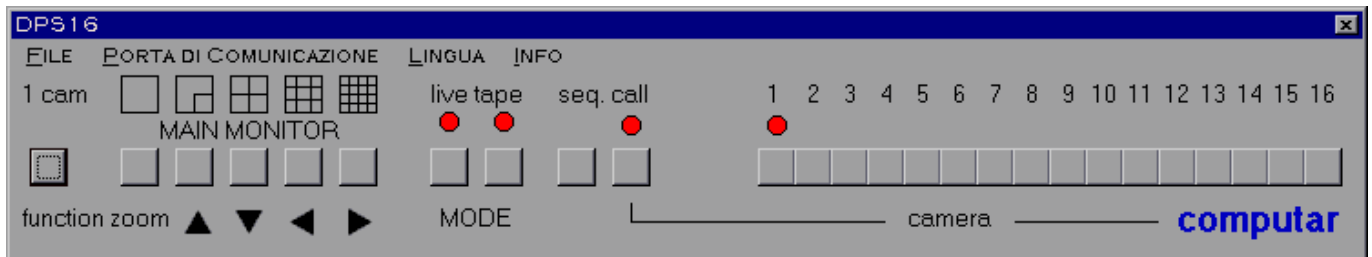 DPS16
FILE PORTA DI COMUNICAZIONE LINGUA INFO
1 cam live tape seq. call 1 2 3 4 5 6 7 8 9 10 11 12 13 14 15 16
MAIN MONITOR
function zoom MODE camera computar